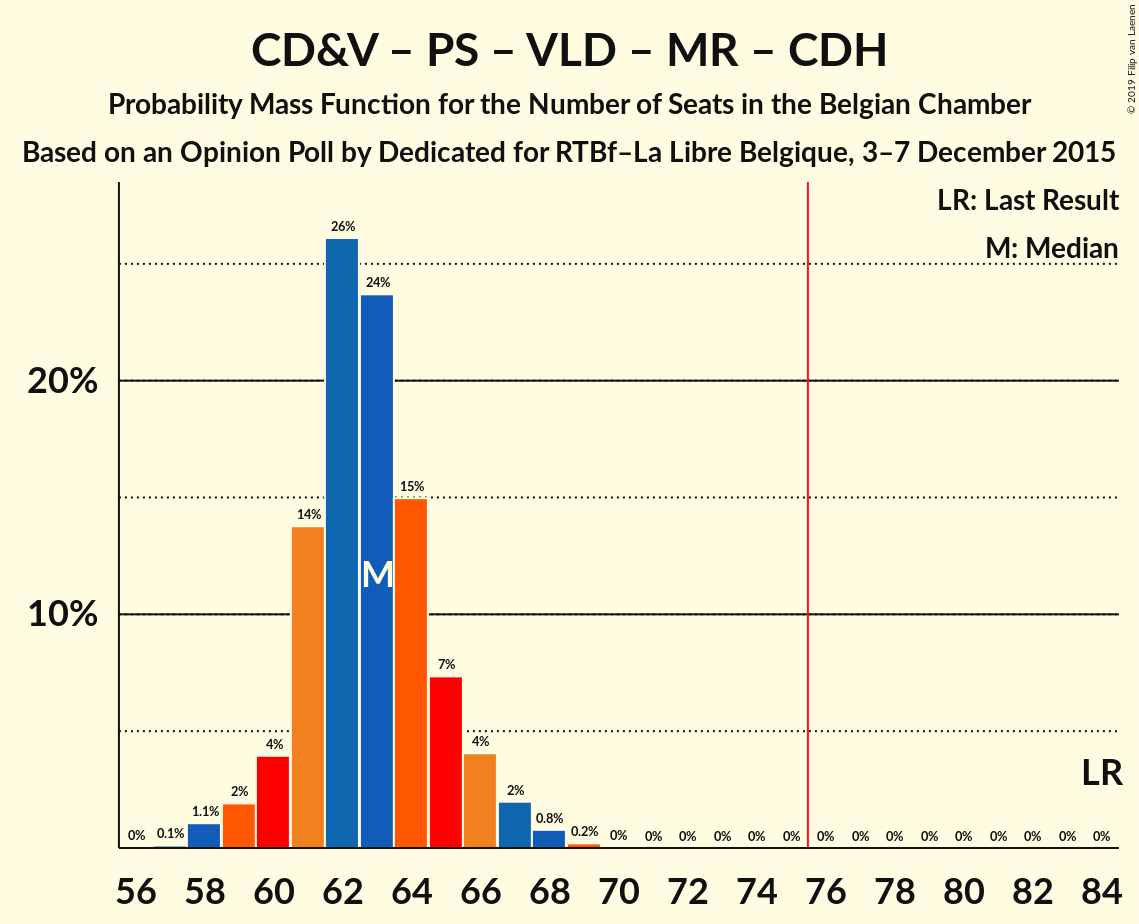 CD&V – PS – VLD – MR – CDH
Probability Mass Function for the Number of Seats in the Belgian Chamber
Based on an Opinion Poll by Dedicated for RTBf–La Libre Belgique, 3–7 December 2015
© 2019 Filip van Laenen
LR: Last Result
M: Median
20%
10%
0% 0.1% 1.1% 2% 4% 14% 26% 24% 15% 7% 4% 2% 0.8% 0.2% 0% 0% 0% 0% 0% 0% 0% 0% 0% 0% 0% 0% 0% 0% 0%
M
LR
56 58 60 62 64 66 68 70 72 74 76 78 80 82 84